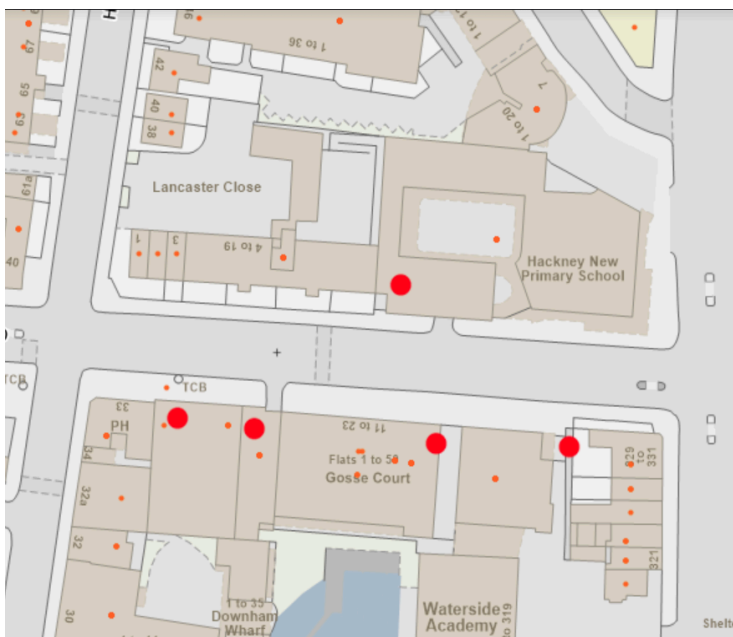 H
67
65
63
61a
40
42
40
38
36
1 to 36
1 to 20
7
Lancaster Close
1
3
4 to 19
Hackney New
Primary School
TCB
TCB
33
PH
34
32a
32
30
11 to 23
Flats 1 to 58
Gosse Court
329
to
331
321
1 to 35
Downham
Wharf
Waterside
Academy
to 319
Shelt